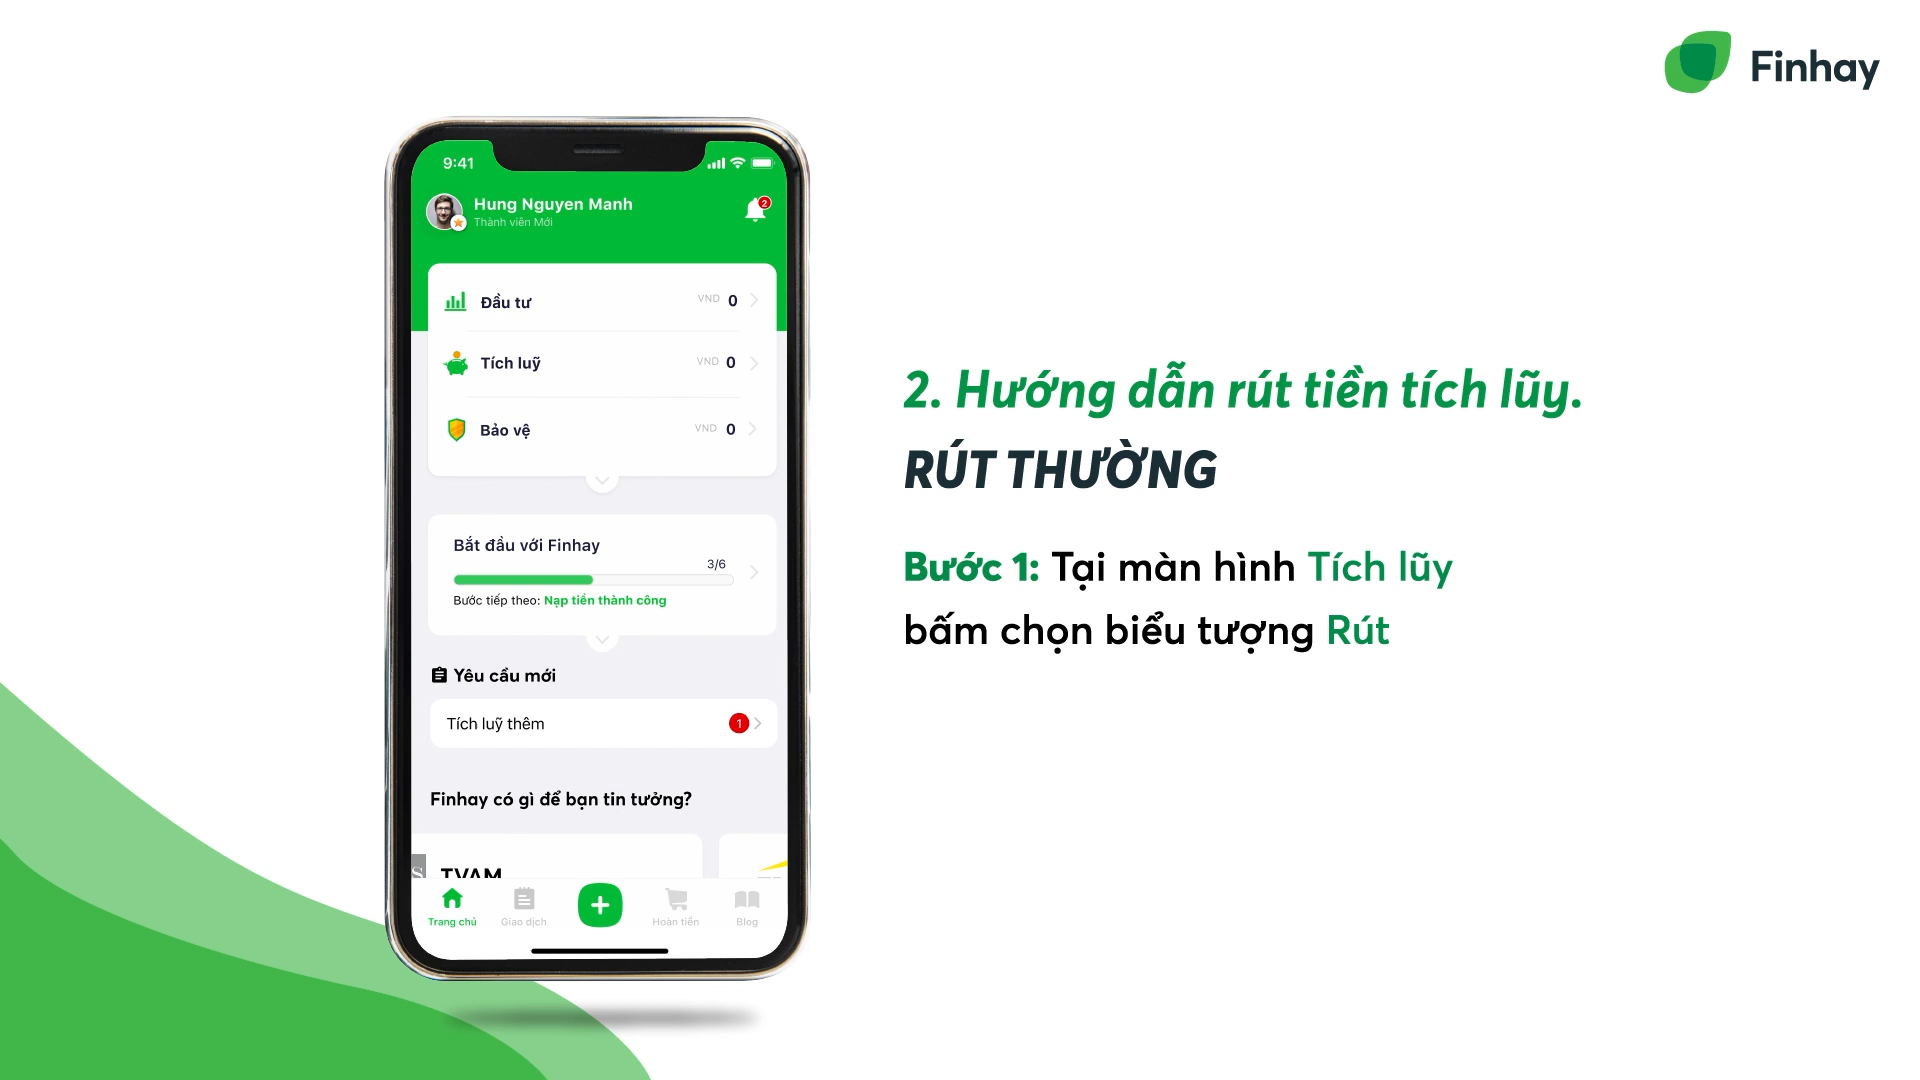 Finhay
9:41
Hung Nguyen Manh
2
Thành viên Mới
Đầu tư VND 0
Tích luỹ VND 0
Bảo vệ VND 0
Bắt đầu với Finhay
3/6
Bước tiếp theo: Nạp tiền thành công
Yêu cầu mới
Tích luỹ thêm 1
Finhay có gì để bạn tin tưởng?
S TVAM
Trang chủ Giao dịch Hoàn tiền Blog
2. Hướng dẫn rút tiền tích lũy.
RÚT THƯỜNG
Bước 1: Tại màn hình Tích lũy
bấm chọn biểu tượng Rút